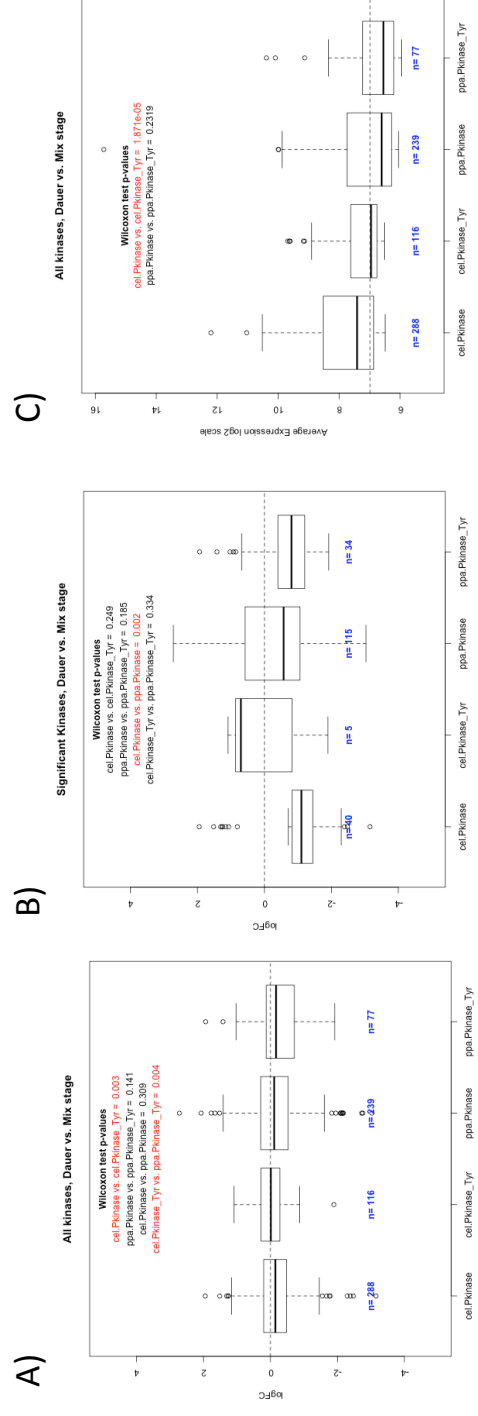 A)
All kinases, Dauer vs. Mix stage
Wilcoxon test p-values
cel.Pkinase vs. cel.Pkinase_Tyr = 0.003
ppa.Pkinase vs. ppa.Pkinase_Tyr = 0.141
cel.Pkinase vs. ppa.Pkinase = 0.309
cel.Pkinase_Tyr vs. ppa.Pkinase_Tyr = 0.004
logFC
4
2
0
-2
-4
n= 288
n= 116
n= 239
n= 77
cel.Pkinase
cel.Pkinase_Tyr
ppa.Pkinase
ppa.Pkinase_Tyr
B)
Significant Kinases, Dauer vs. Mix stage
Wilcoxon test p-values
cel.Pkinase vs. cel.Pkinase_Tyr = 0.249
ppa.Pkinase vs. ppa.Pkinase_Tyr = 0.185
cel.Pkinase vs. ppa.Pkinase = 0.002
cel.Pkinase_Tyr vs. ppa.Pkinase_Tyr = 0.334
logFC
4
2
0
-2
-4
n= 40
n= 5
n= 115
n= 34
cel.Pkinase
cel.Pkinase_Tyr
ppa.Pkinase
ppa.Pkinase_Tyr
C)
All kinases, Dauer vs. Mix stage
Wilcoxon test p-values
cel.Pkinase vs. cel.Pkinase_Tyr = 1.871e-05
ppa.Pkinase vs. ppa.Pkinase_Tyr = 0.2319
Average Expression log2 scale
16
14
12
10
8
6
n= 288
n= 116
n= 239
n= 77
cel.Pkinase
cel.Pkinase_Tyr
ppa.Pkinase
ppa.Pkinase_Tyr